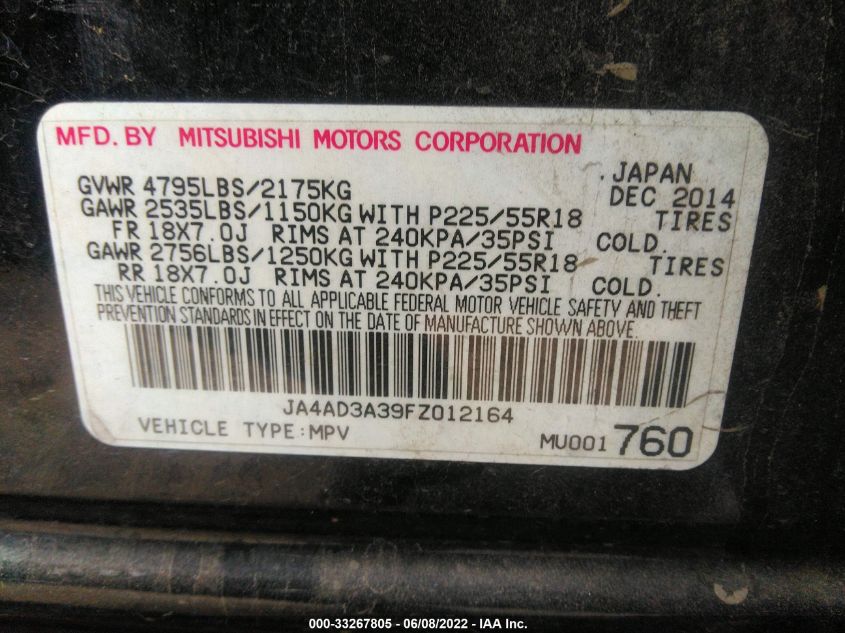 MFD. BY MITSUBISHI MOTORS CORPORATION
JAPAN
GVWR 4795LBS/2175KG DEC 2014
GAWR 2535LBS/1150KG WITH P225/55R18 TIRES
FR 18X7.0J RIMS AT 240KPA/35PSI COLD.
GAWR 2756LBS/1250KG WITH P225/55R18 TIRES
RR 18X7.0J RIMS AT 240KPA/35PSI COLD.
THIS VEHICLE CONFORMS TO ALL APPLICABLE FEDERAL MOTOR VEHICLE SAFETY AND THEFT
PREVENTION STANDARDS IN EFFECT ON THE DATE OF MANUFACTURE SHOWN ABOVE.
JA4AD3A39FZ012164
VEHICLE TYPE:MPV MU001760
000-33267805 - 06/08/2022 - IAA Inc.